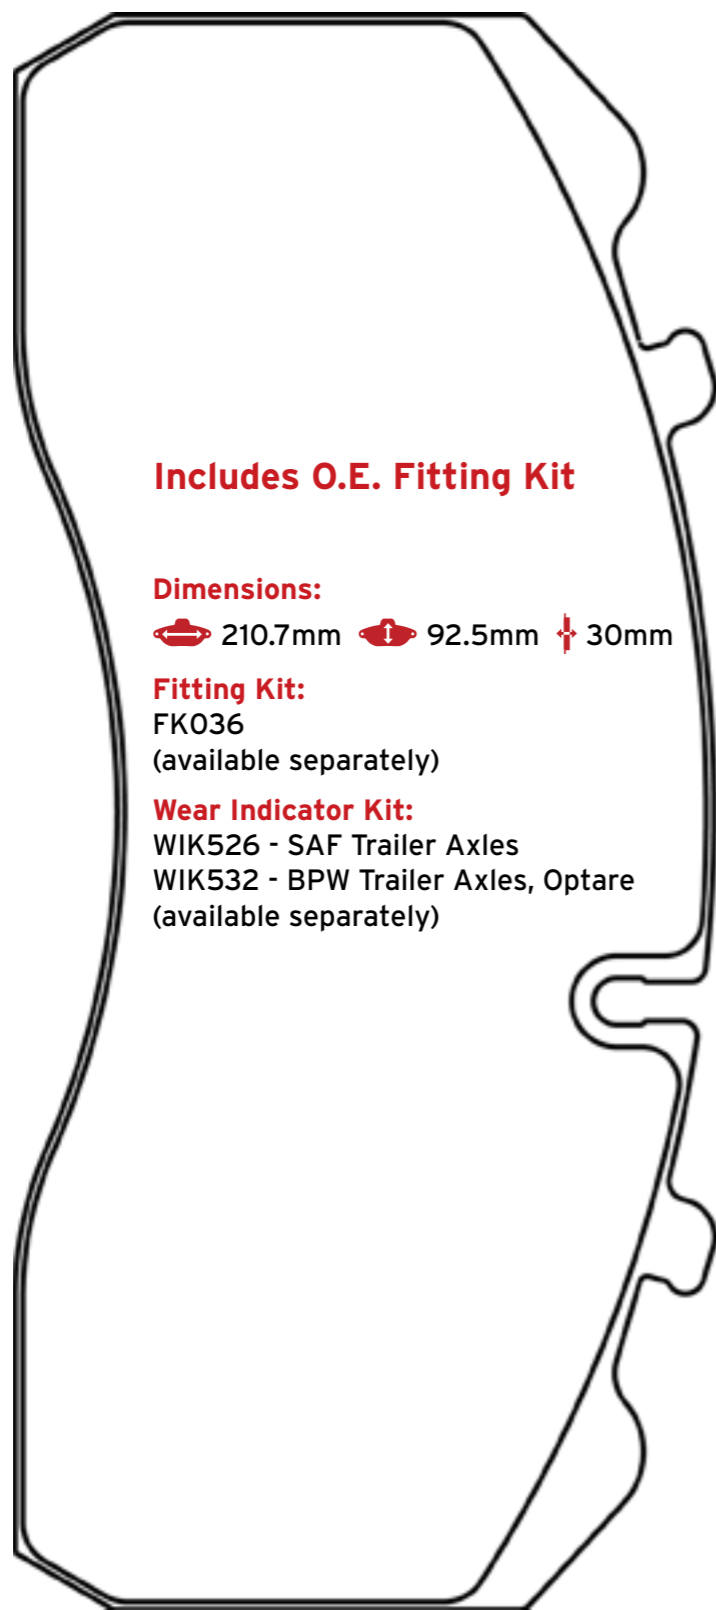 Includes O.E. Fitting Kit
Dimensions:
210.7mm 92.5mm 30mm
Fitting Kit:
FK036
(available separately)
Wear Indicator Kit:
WIK526 - SAF Trailer Axles
WIK532 - BPW Trailer Axles, Optare
(available separately)